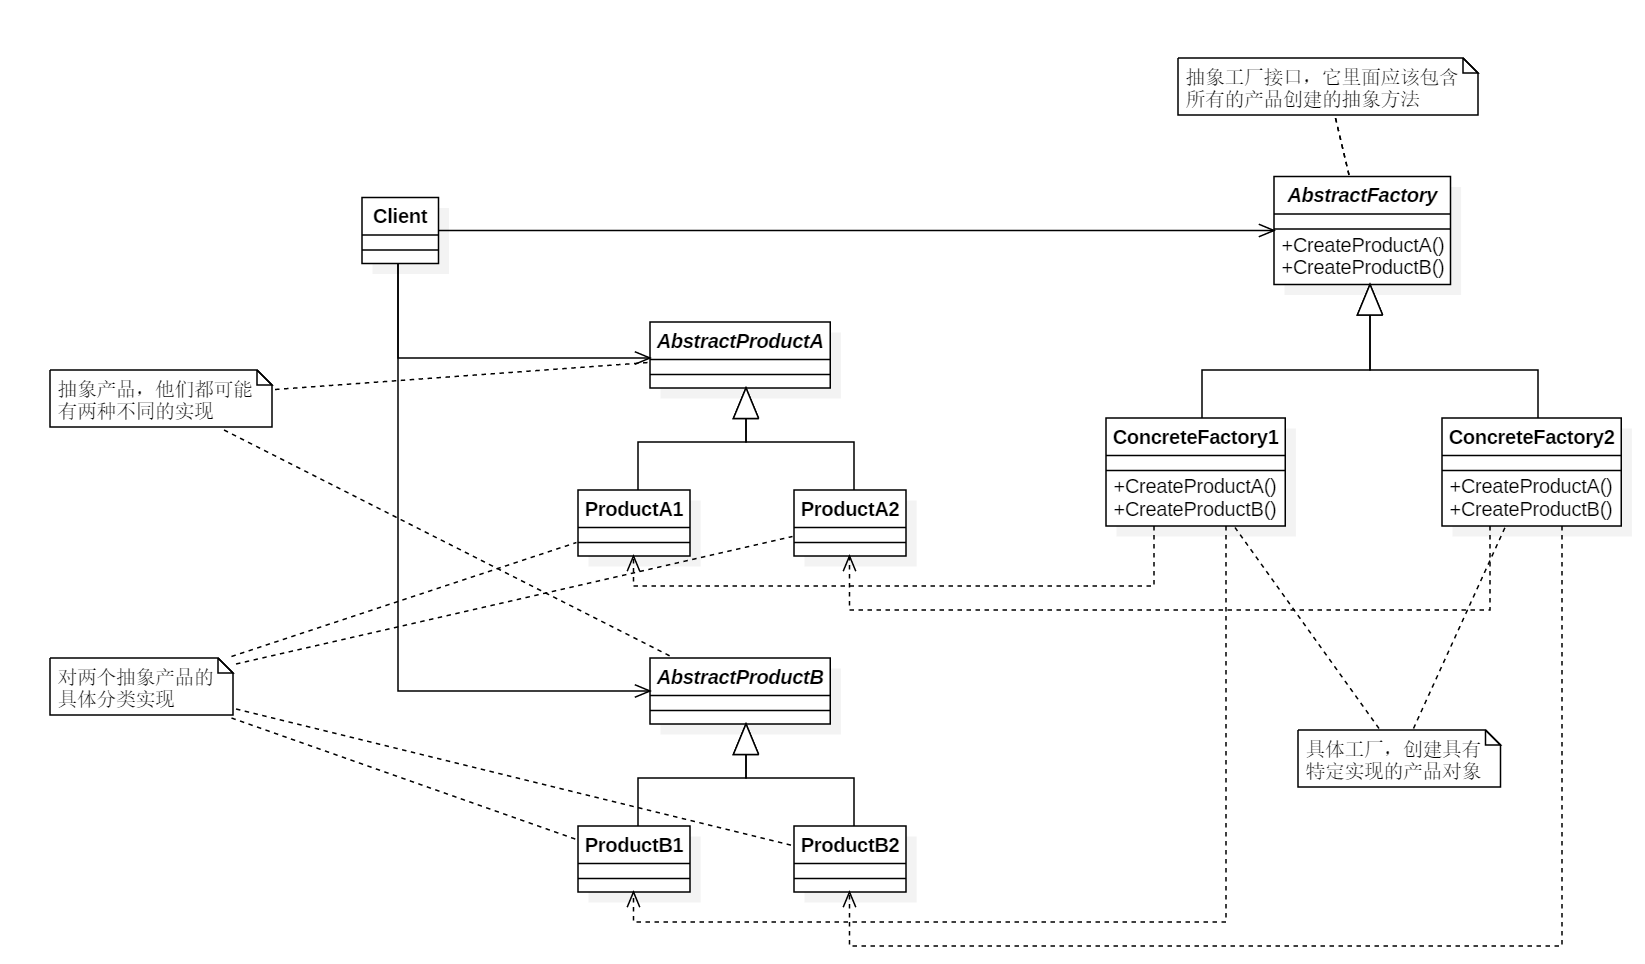 抽象工厂接口，它里面应该包含
所有的产品创建的抽象方法
AbstractFactory
+CreateProductA()
+CreateProductB()
Client
AbstractProductA
抽象产品，他们都可能
有两种不同的实现
ConcreteFactory1
+CreateProductA()
+CreateProductB()
ConcreteFactory2
+CreateProductA()
+CreateProductB()
ProductA1
ProductA2
对两个抽象产品的
具体分类实现
AbstractProductB
具体工厂，创建具有
特定实现的产品对象
ProductB1
ProductB2